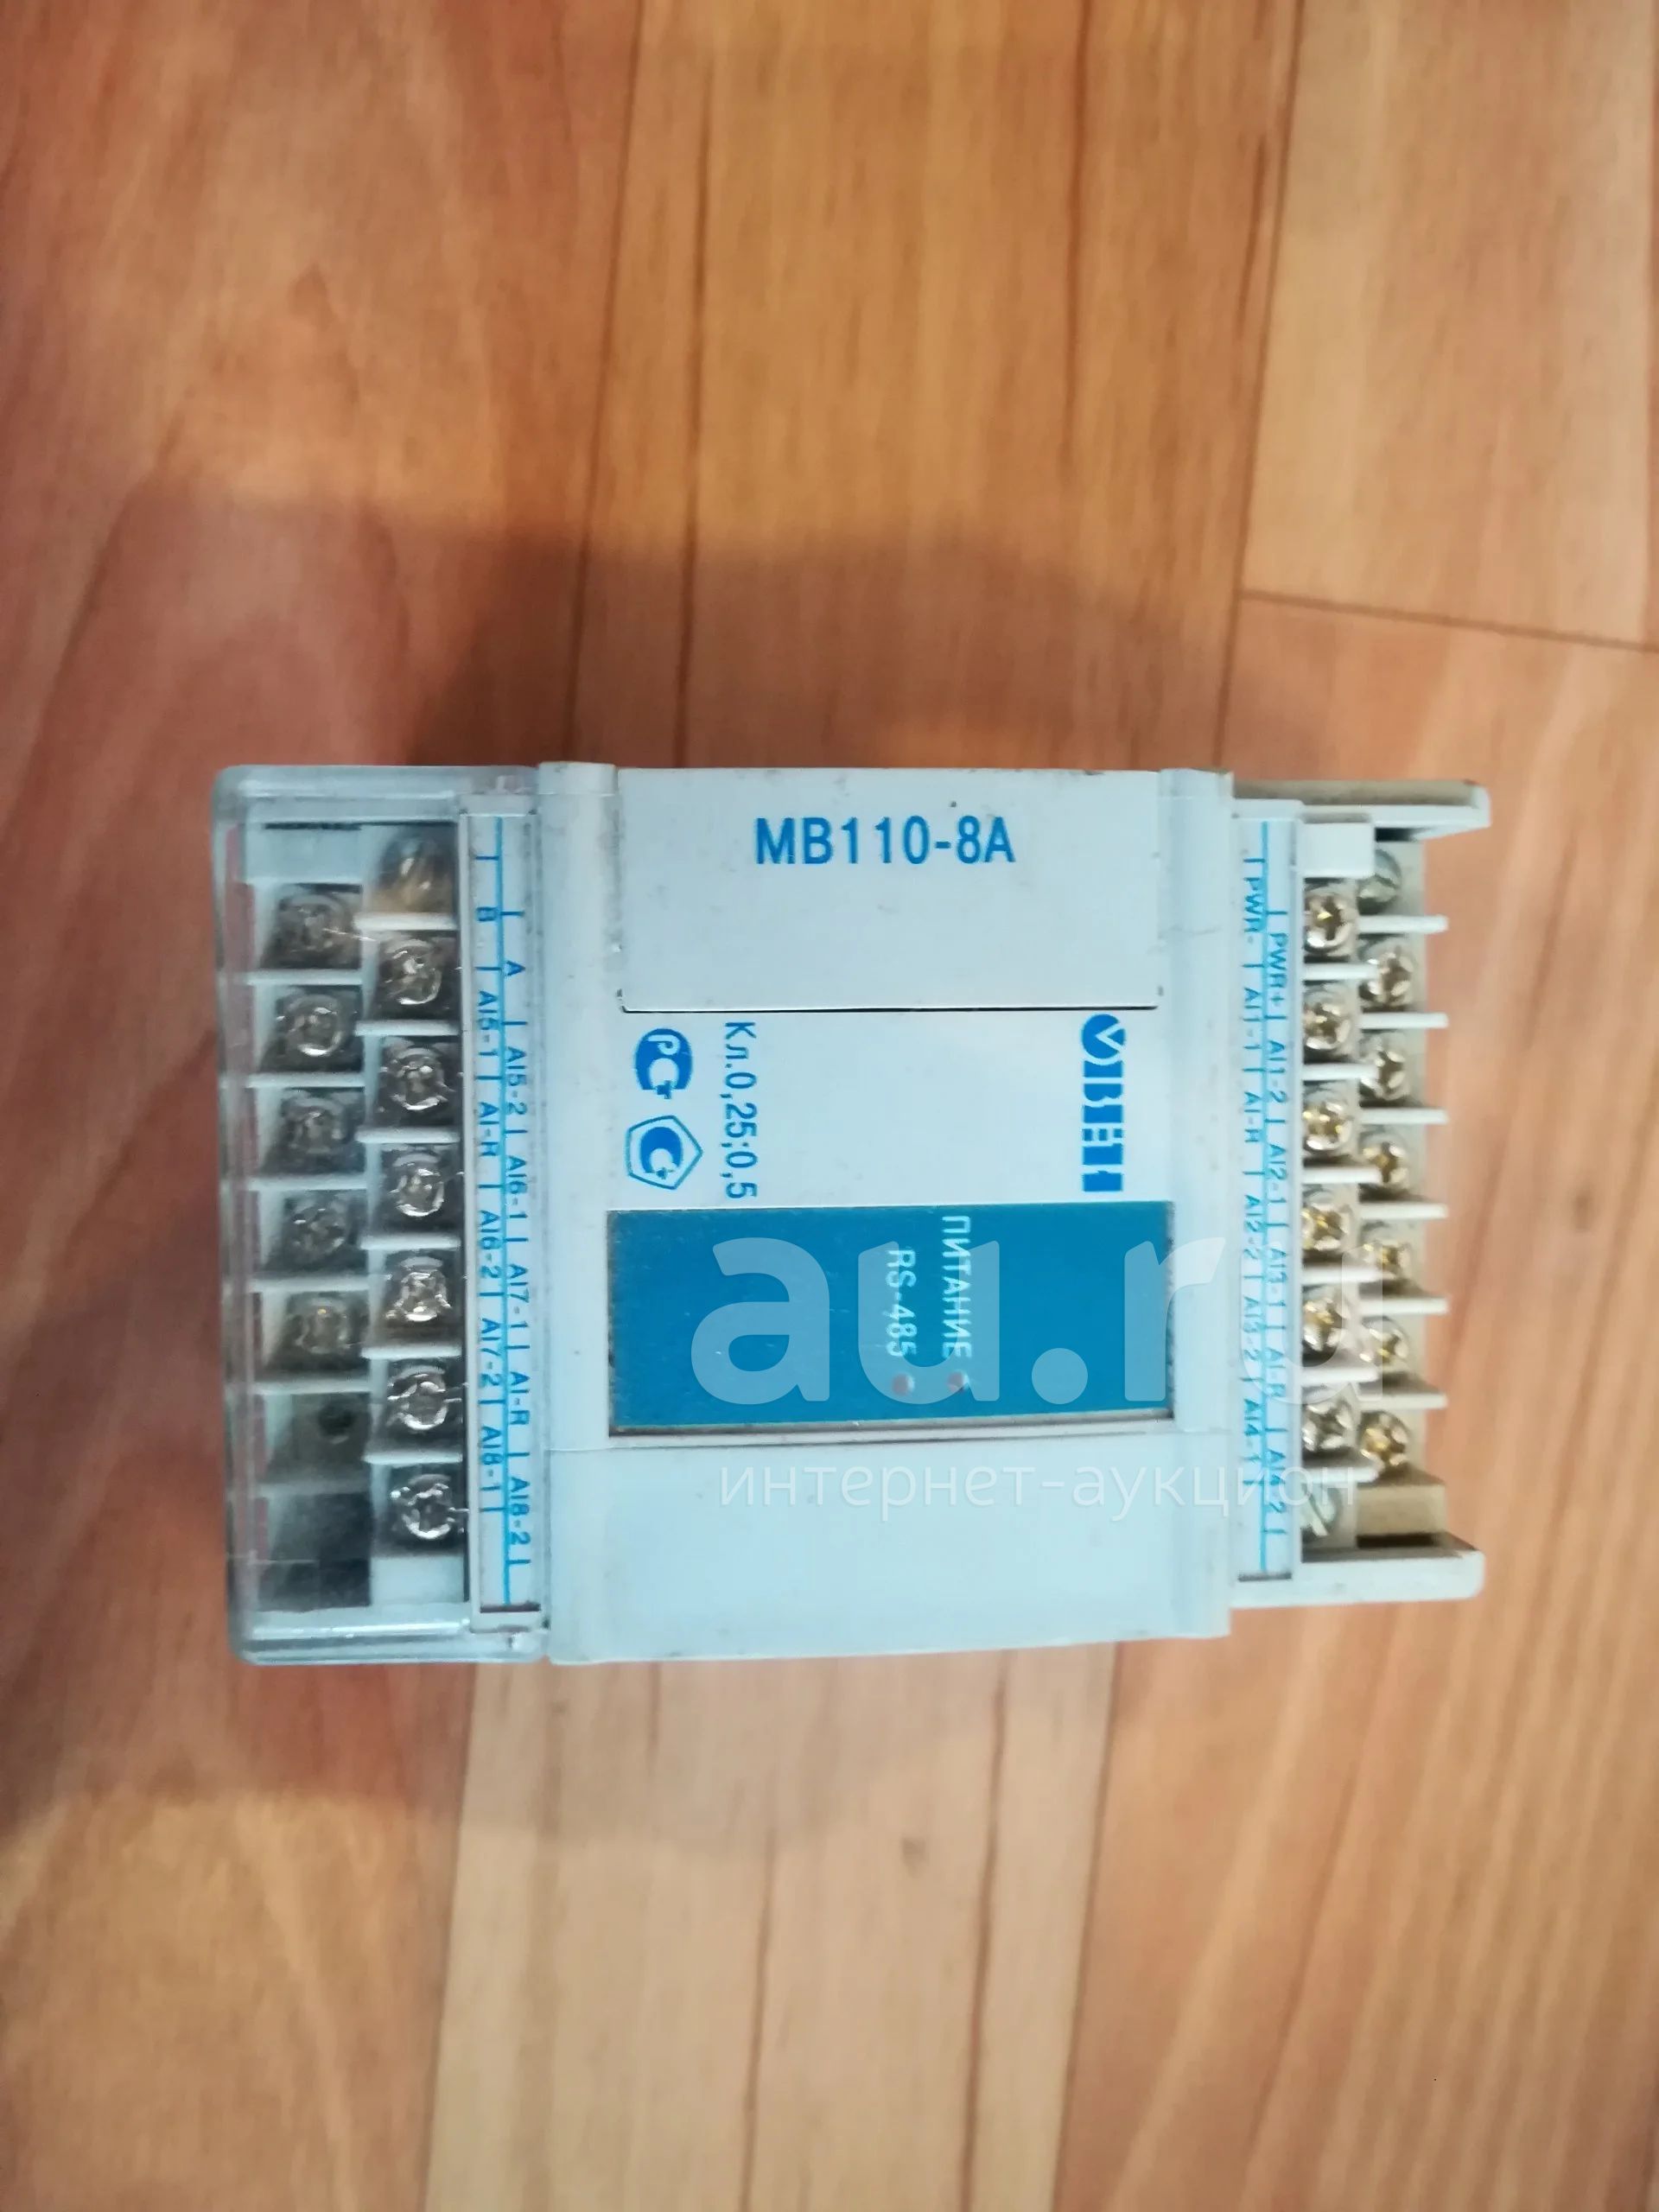 МВ110-8А
ОВЕН
Кл.0,25;0,5
ПИТАНИЕ
RS-485
PWR+ AI1-2 AI2-1 AI3-1 AI-R AI4-2
PWR- AI1-1 AI-R AI2-2 AI3-2 AI4-1
A AI5-2 AI6-1 AI7-1 AI-R AI8-2
B AI5-1 AI-R AI6-2 AI7-2 AI8-1
au.ru
интернет-аукцион